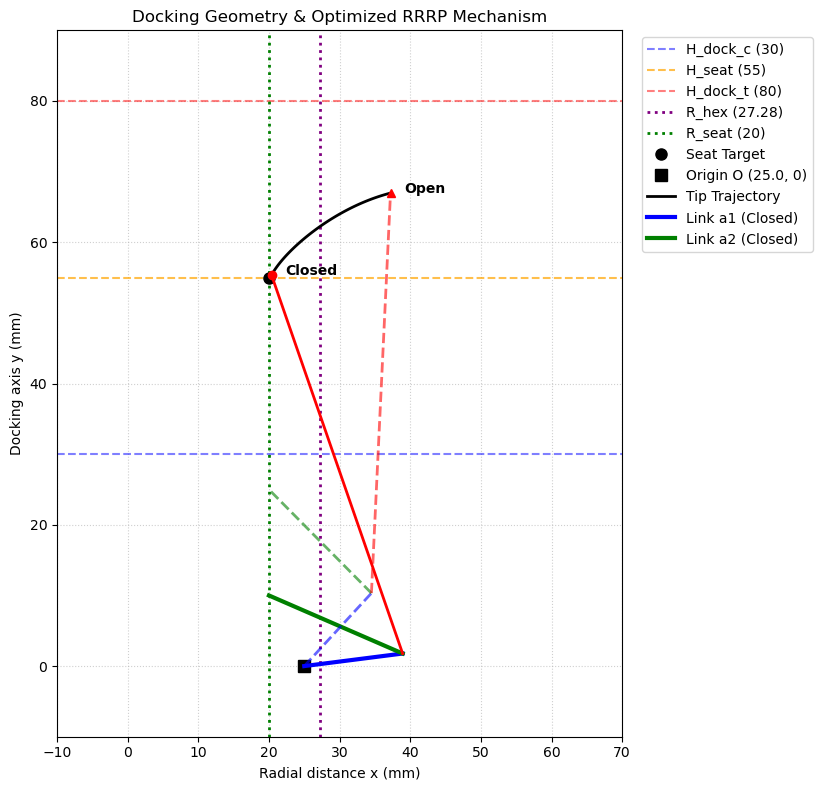 Docking Geometry & Optimized RRRP Mechanism
H_dock_c (30)
H_seat (55)
H_dock_t (80)
R_hex (27.28)
R_seat (20)
Seat Target
Origin O (25.0, 0)
Tip Trajectory
Link a1 (Closed)
Link a2 (Closed)
Docking axis y (mm)
80
60
40
20
0
Open
Closed
−10
0
10
20
30
40
50
60
70
Radial distance x (mm)